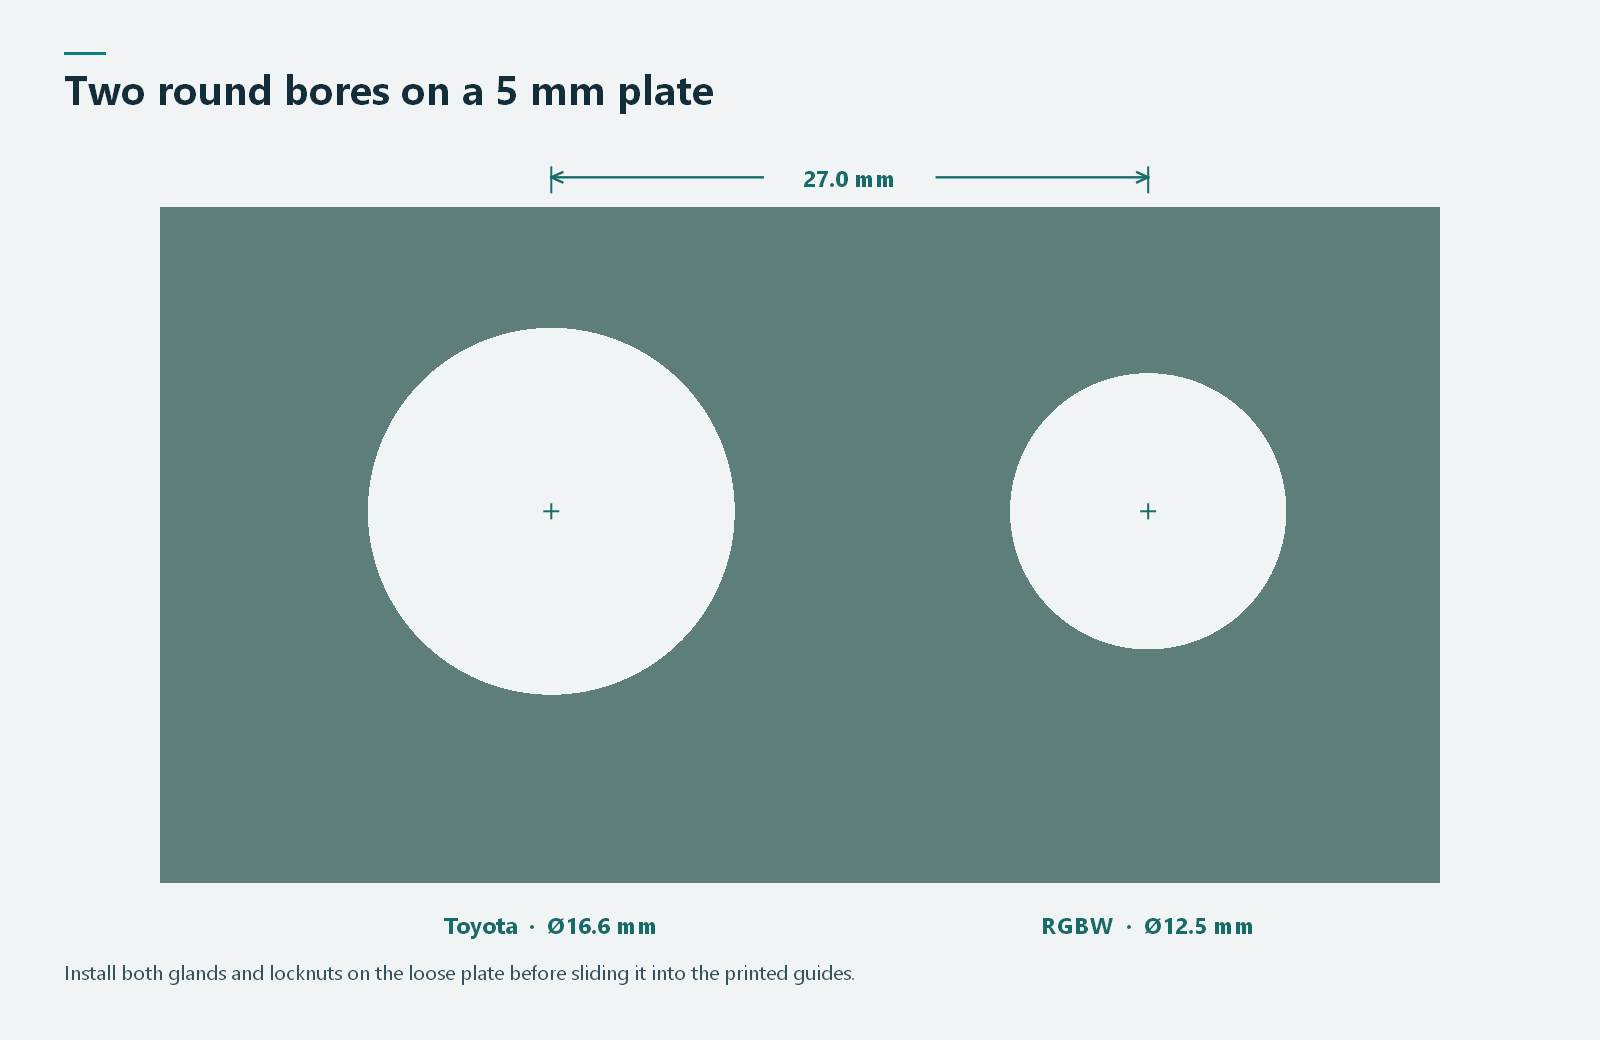 Two round bores on a 5 mm plate
27.0 mm
Toyota · Ø16.6 mm
RGBW · Ø12.5 mm
Install both glands and locknuts on the loose plate before sliding it into the printed guides.